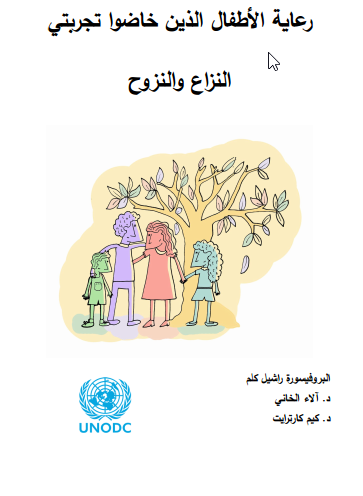 رعاية الأطفال الذين خاضوا تجربتي
النزاع والنزوح
البروفيسورة راشيل كلم
د. آلاء الخاني
د. كيم كارترايت
UNODC